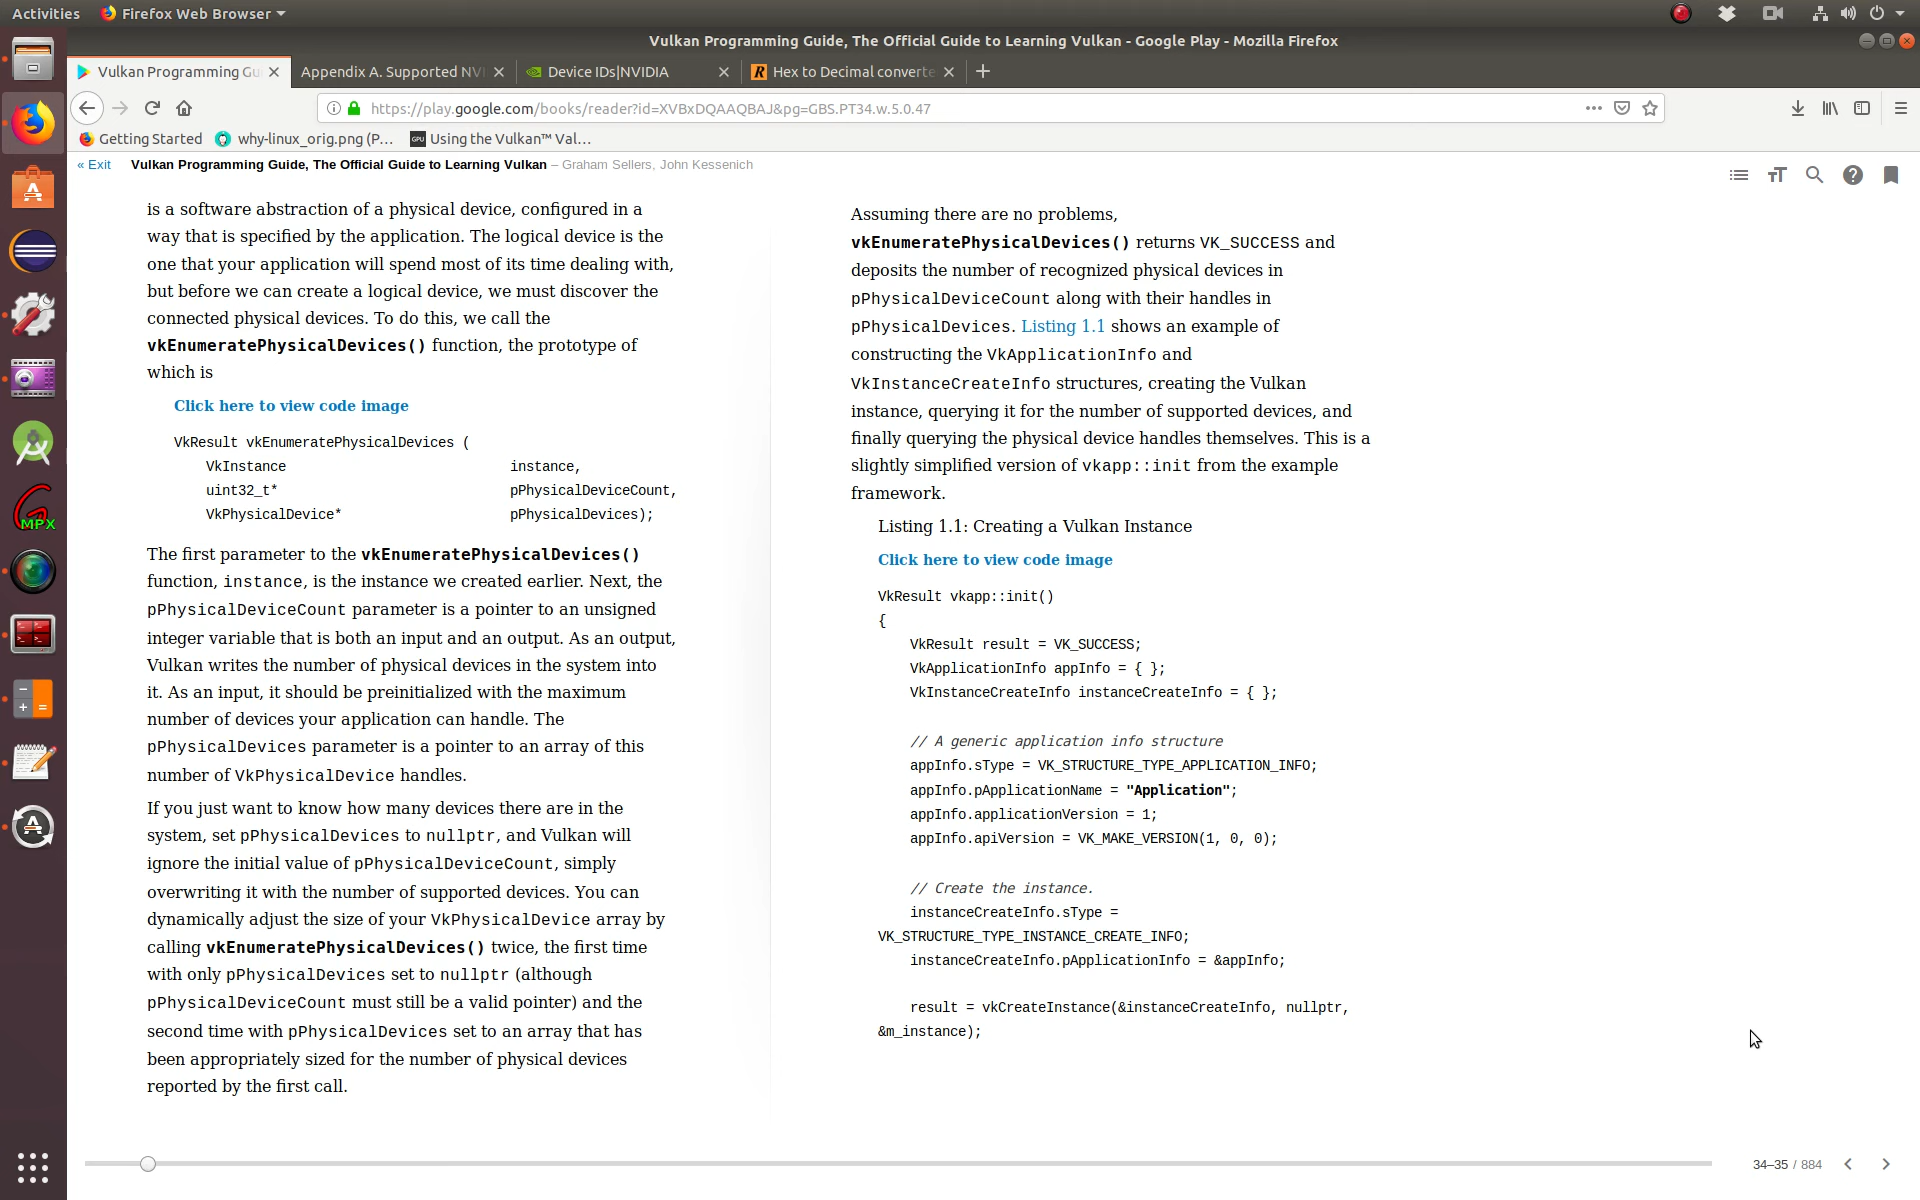 Activities
Firefox Web Browser
Vulkan Programming Guide, The Official Guide to Learning Vulkan - Google Play - Mozilla Firefox
Vulkan Programming Gu
Appendix A. Supported NVI
Device IDs|NVIDIA
Hex to Decimal converte
https://play.google.com/books/reader?id=XVBxDQAAQBAJ&pg=GBS.PT34.w.5.0.47
Getting Started
why-linux_orig.png (P...
GPU
Using the Vulkan™ Val...
« Exit
Vulkan Programming Guide, The Official Guide to Learning Vulkan – Graham Sellers, John Kessenich
is a software abstraction of a physical device, configured in a
way that is specified by the application. The logical device is the
one that your application will spend most of its time dealing with,
but before we can create a logical device, we must discover the
connected physical devices. To do this, we call the
vkEnumeratePhysicalDevices() function, the prototype of
which is
Click here to view code image
VkResult vkEnumeratePhysicalDevices (
VkInstance instance,
uint32_t* pPhysicalDeviceCount,
VkPhysicalDevice* pPhysicalDevices);
The first parameter to the vkEnumeratePhysicalDevices()
function, instance, is the instance we created earlier. Next, the
pPhysicalDeviceCount parameter is a pointer to an unsigned
integer variable that is both an input and an output. As an output,
Vulkan writes the number of physical devices in the system into
it. As an input, it should be preinitialized with the maximum
number of devices your application can handle. The
pPhysicalDevices parameter is a pointer to an array of this
number of VkPhysicalDevice handles.
If you just want to know how many devices there are in the
system, set pPhysicalDevices to nullptr, and Vulkan will
ignore the initial value of pPhysicalDeviceCount, simply
overwriting it with the number of supported devices. You can
dynamically adjust the size of your VkPhysicalDevice array by
calling vkEnumeratePhysicalDevices() twice, the first time
with only pPhysicalDevices set to nullptr (although
pPhysicalDeviceCount must still be a valid pointer) and the
second time with pPhysicalDevices set to an array that has
been appropriately sized for the number of physical devices
reported by the first call.
Assuming there are no problems,
vkEnumeratePhysicalDevices() returns VK_SUCCESS and
deposits the number of recognized physical devices in
pPhysicalDeviceCount along with their handles in
pPhysicalDevices. Listing 1.1 shows an example of
constructing the VkApplicationInfo and
VkInstanceCreateInfo structures, creating the Vulkan
instance, querying it for the number of supported devices, and
finally querying the physical device handles themselves. This is a
slightly simplified version of vkapp::init from the example
framework.
Listing 1.1: Creating a Vulkan Instance
Click here to view code image
VkResult vkapp::init()
{
VkResult result = VK_SUCCESS;
VkApplicationInfo appInfo = { };
VkInstanceCreateInfo instanceCreateInfo = { };
// A generic application info structure
appInfo.sType = VK_STRUCTURE_TYPE_APPLICATION_INFO;
appInfo.pApplicationName = "Application";
appInfo.applicationVersion = 1;
appInfo.apiVersion = VK_MAKE_VERSION(1, 0, 0);
// Create the instance.
instanceCreateInfo.sType =
VK_STRUCTURE_TYPE_INSTANCE_CREATE_INFO;
instanceCreateInfo.pApplicationInfo = &appInfo;
result = vkCreateInstance(&instanceCreateInfo, nullptr,
&m_instance);
MPX
34–35 / 884